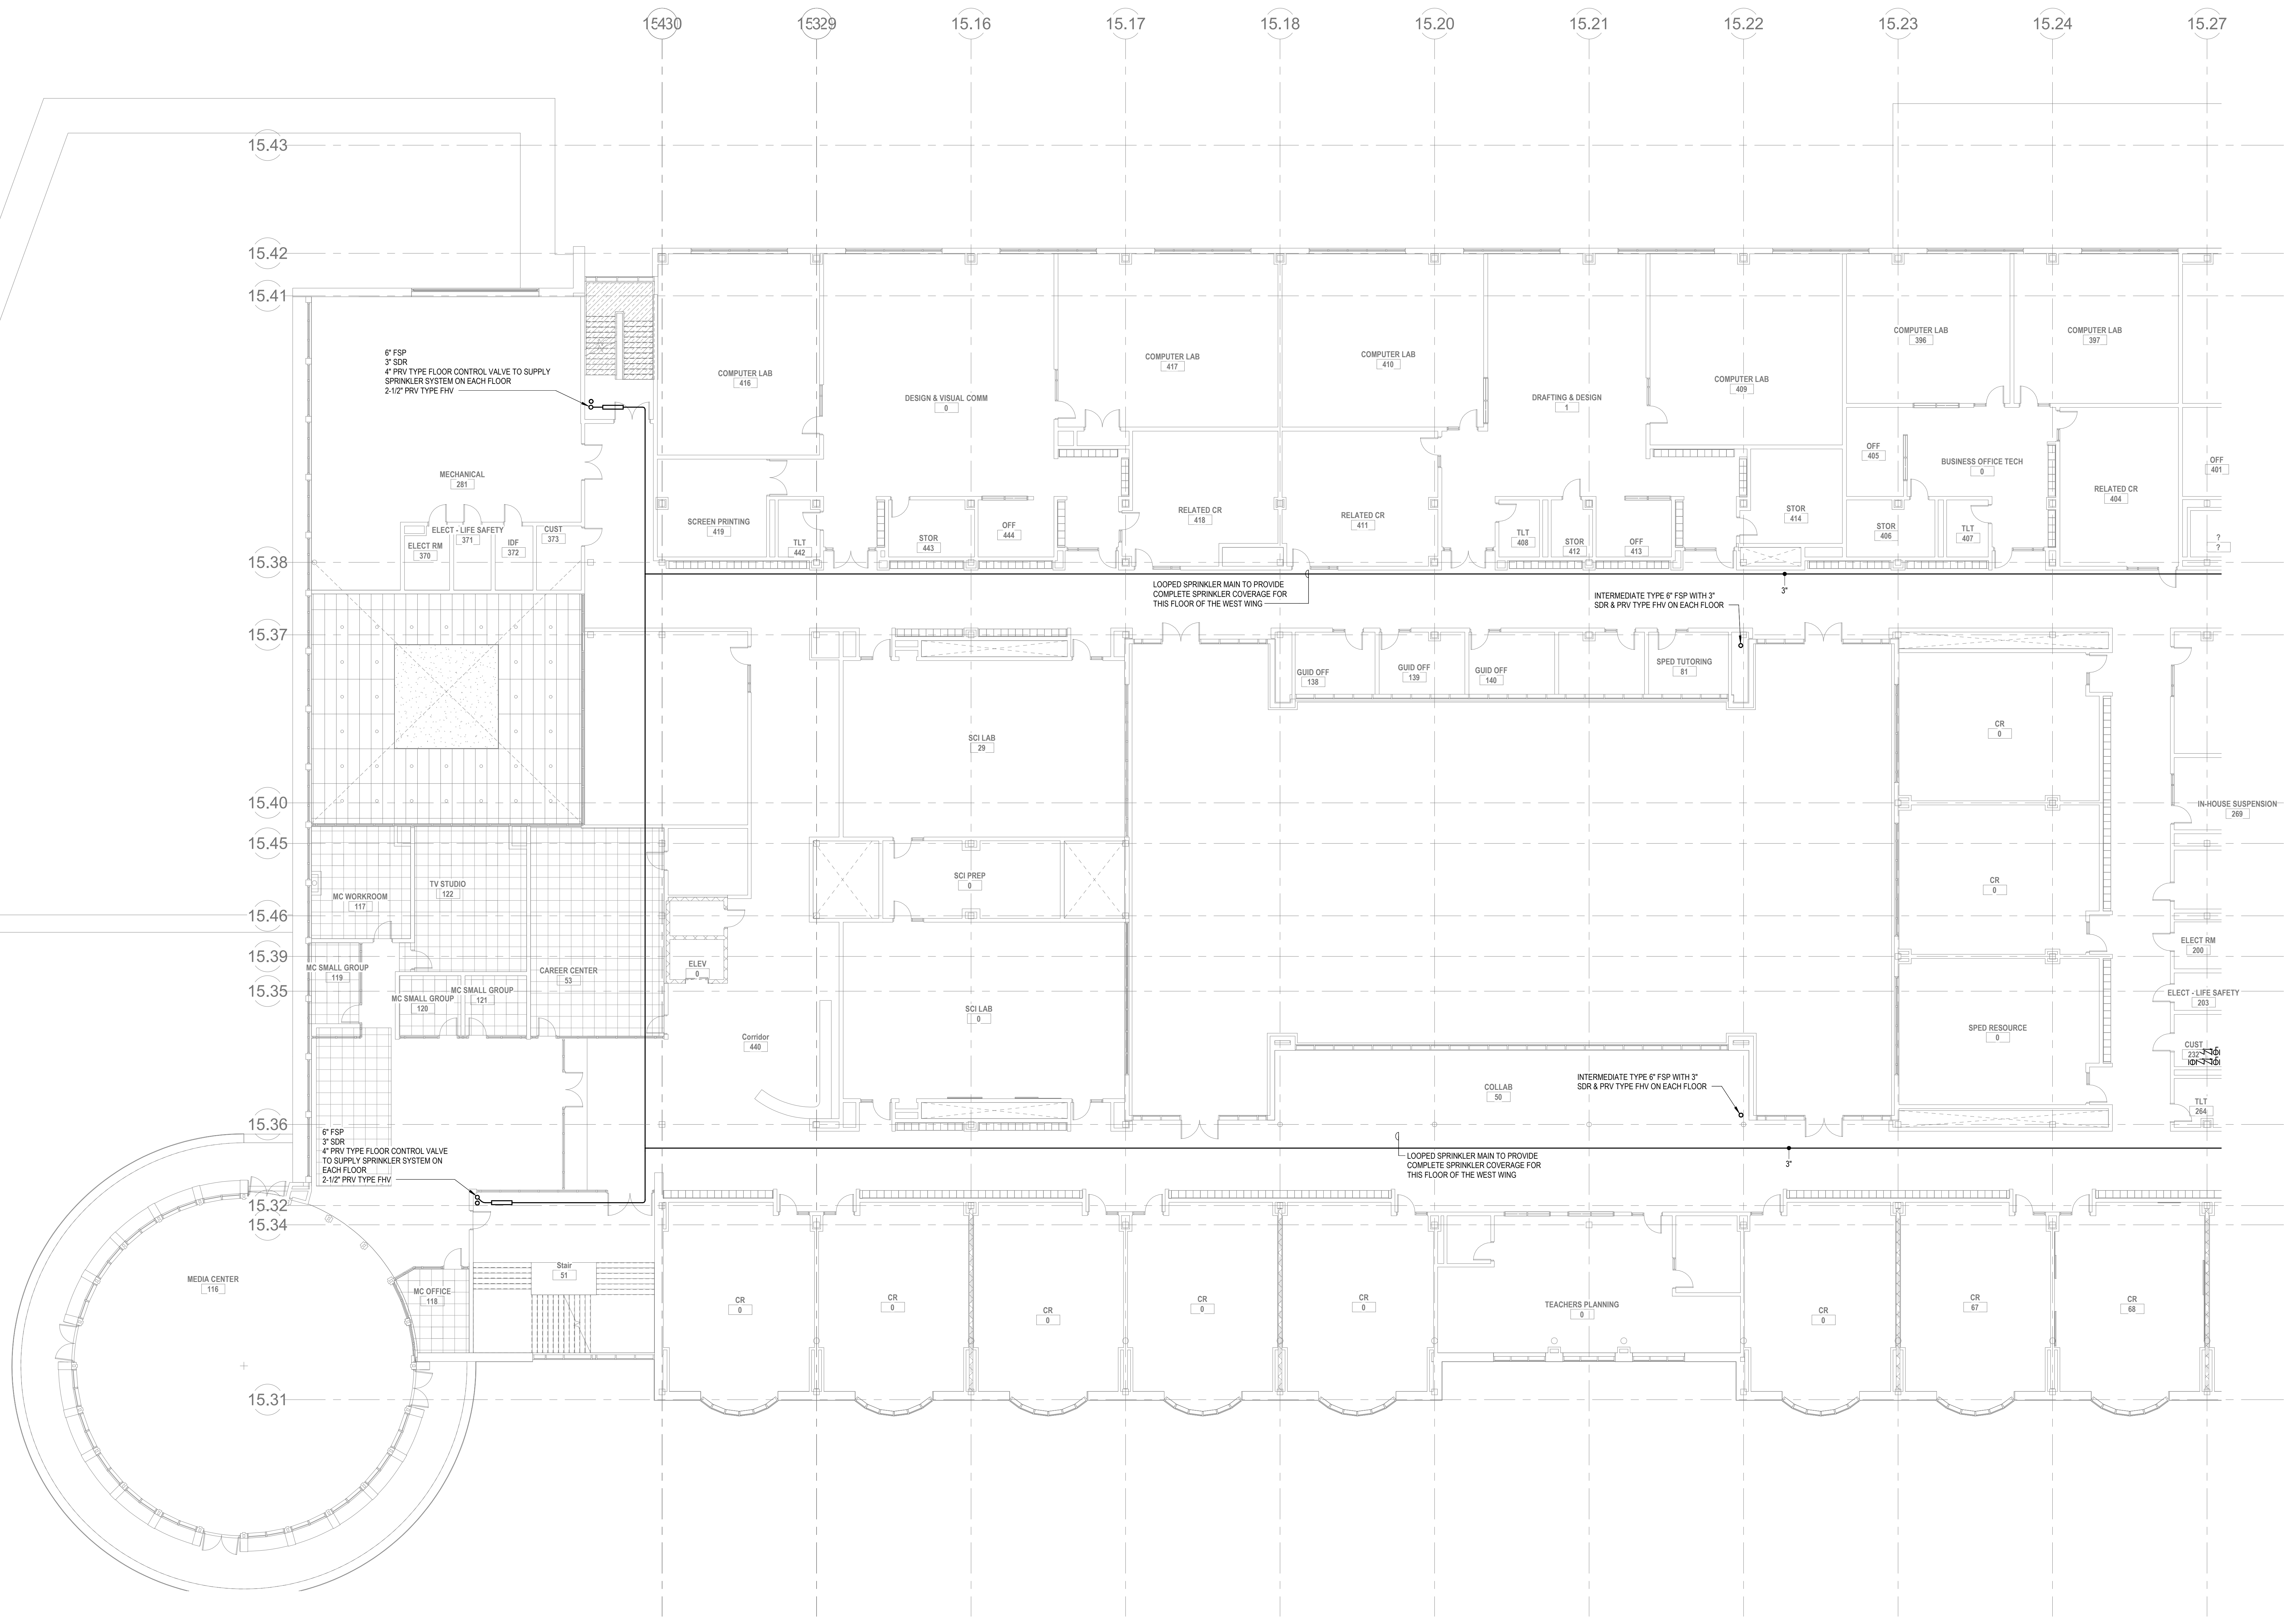 15430
15329
15.16
15.17
15.18
15.20
15.21
15.22
15.23
15.24
15.27
15.43
15.42
15.41
6" FSP
3" SDR
4" PRV TYPE FLOOR CONTROL VALVE TO SUPPLY
SPRINKLER SYSTEM ON EACH FLOOR
2-1/2" PRV TYPE FHV
COMPUTER LAB
416
DESIGN & VISUAL COMM
0
COMPUTER LAB
417
COMPUTER LAB
410
DRAFTING & DESIGN
1
COMPUTER LAB
409
COMPUTER LAB
396
COMPUTER LAB
397
OFF
405
BUSINESS OFFICE TECH
0
OFF
401
MECHANICAL
281
RELATED CR
404
ELECT RM
370
ELECT - LIFE SAFETY
371
IDF
372
CUST
373
SCREEN PRINTING
419
TLT
442
STOR
443
OFF
444
RELATED CR
418
RELATED CR
411
TLT
408
STOR
412
OFF
413
STOR
414
STOR
406
TLT
407
?
?
15.38
LOOPED SPRINKLER MAIN TO PROVIDE
COMPLETE SPRINKLER COVERAGE FOR
THIS FLOOR OF THE WEST WING
3"
INTERMEDIATE TYPE 6" FSP WITH 3"
SDR & PRV TYPE FHV ON EACH FLOOR
15.37
GUID OFF
138
GUID OFF
139
GUID OFF
140
SPED TUTORING
81
SCI LAB
29
CR
0
15.40
IN-HOUSE SUSPENSION
269
15.45
MC WORKROOM
117
TV STUDIO
122
SCI PREP
0
CR
0
15.46
ELECT RM
200
15.39
MC SMALL GROUP
119
CAREER CENTER
53
ELEV
0
15.35
MC SMALL GROUP
120
MC SMALL GROUP
121
SCI LAB
0
ELECT - LIFE SAFETY
203
SPED RESOURCE
0
Corridor
440
CUST
232
COLLAB
50
INTERMEDIATE TYPE 6" FSP WITH 3"
SDR & PRV TYPE FHV ON EACH FLOOR
TLT
264
15.36
6" FSP
3" SDR
4" PRV TYPE FLOOR CONTROL VALVE
TO SUPPLY SPRINKLER SYSTEM ON
EACH FLOOR
2-1/2" PRV TYPE FHV
LOOPED SPRINKLER MAIN TO PROVIDE
COMPLETE SPRINKLER COVERAGE FOR
THIS FLOOR OF THE WEST WING
3"
15.32
15.34
MEDIA CENTER
116
MC OFFICE
118
Stair
51
CR
0
CR
0
CR
0
CR
0
CR
0
TEACHERS PLANNING
0
CR
0
CR
67
CR
68
15.31